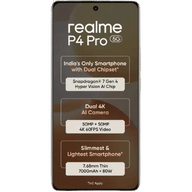 realme
P4 Pro 5G
India's Only Smartphone
with Dual Chipset*
Snapdragon® 7 Gen 4
Hyper Vision AI Chip
Dual 4K
AI Camera
50MP + 50MP
4K 60FPS Video
Slimmest &
Lightest Smartphone*
7.68mm Thin
7000mAh + 80W